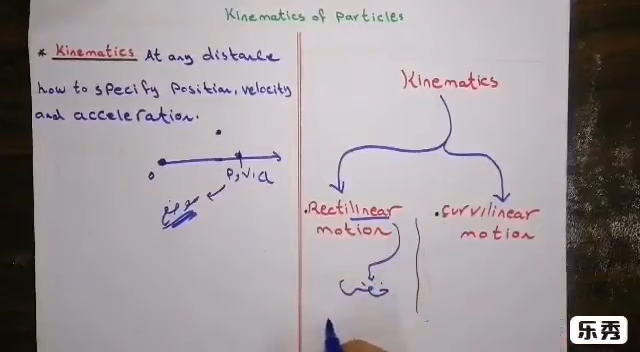 Kinematics of Particles
* Kinematics At any distance
how to specify Position, velocity
and acceleration.
o
P, V, a
موضع
Kinematics
. Rectilinear
motion
. Curvilinear
motion
乐秀